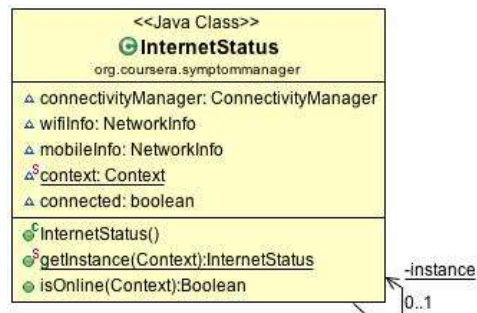 <<Java Class>>
InternetStatus
org.coursera.symptommanager
connectivityManager: ConnectivityManager
wifiInfo: NetworkInfo
mobileInfo: NetworkInfo
S context: Context
connected: boolean
C InternetStatus()
S getInstance(Context):InternetStatus
isOnline(Context):Boolean
-instance
0..1